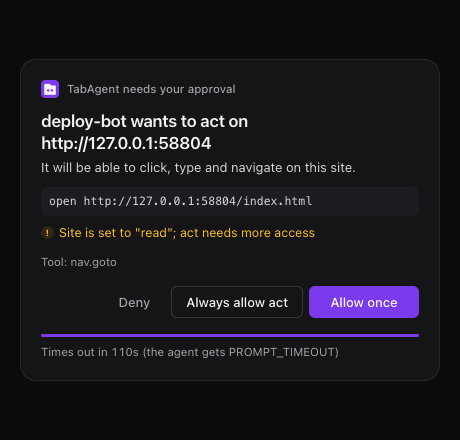 TabAgent needs your approval
deploy-bot wants to act on
http://127.0.0.1:58804
It will be able to click, type and navigate on this site.
open http://127.0.0.1:58804/index.html
! Site is set to "read"; act needs more access
Tool: nav.goto
Deny Always allow act Allow once
Times out in 110s (the agent gets PROMPT_TIMEOUT)